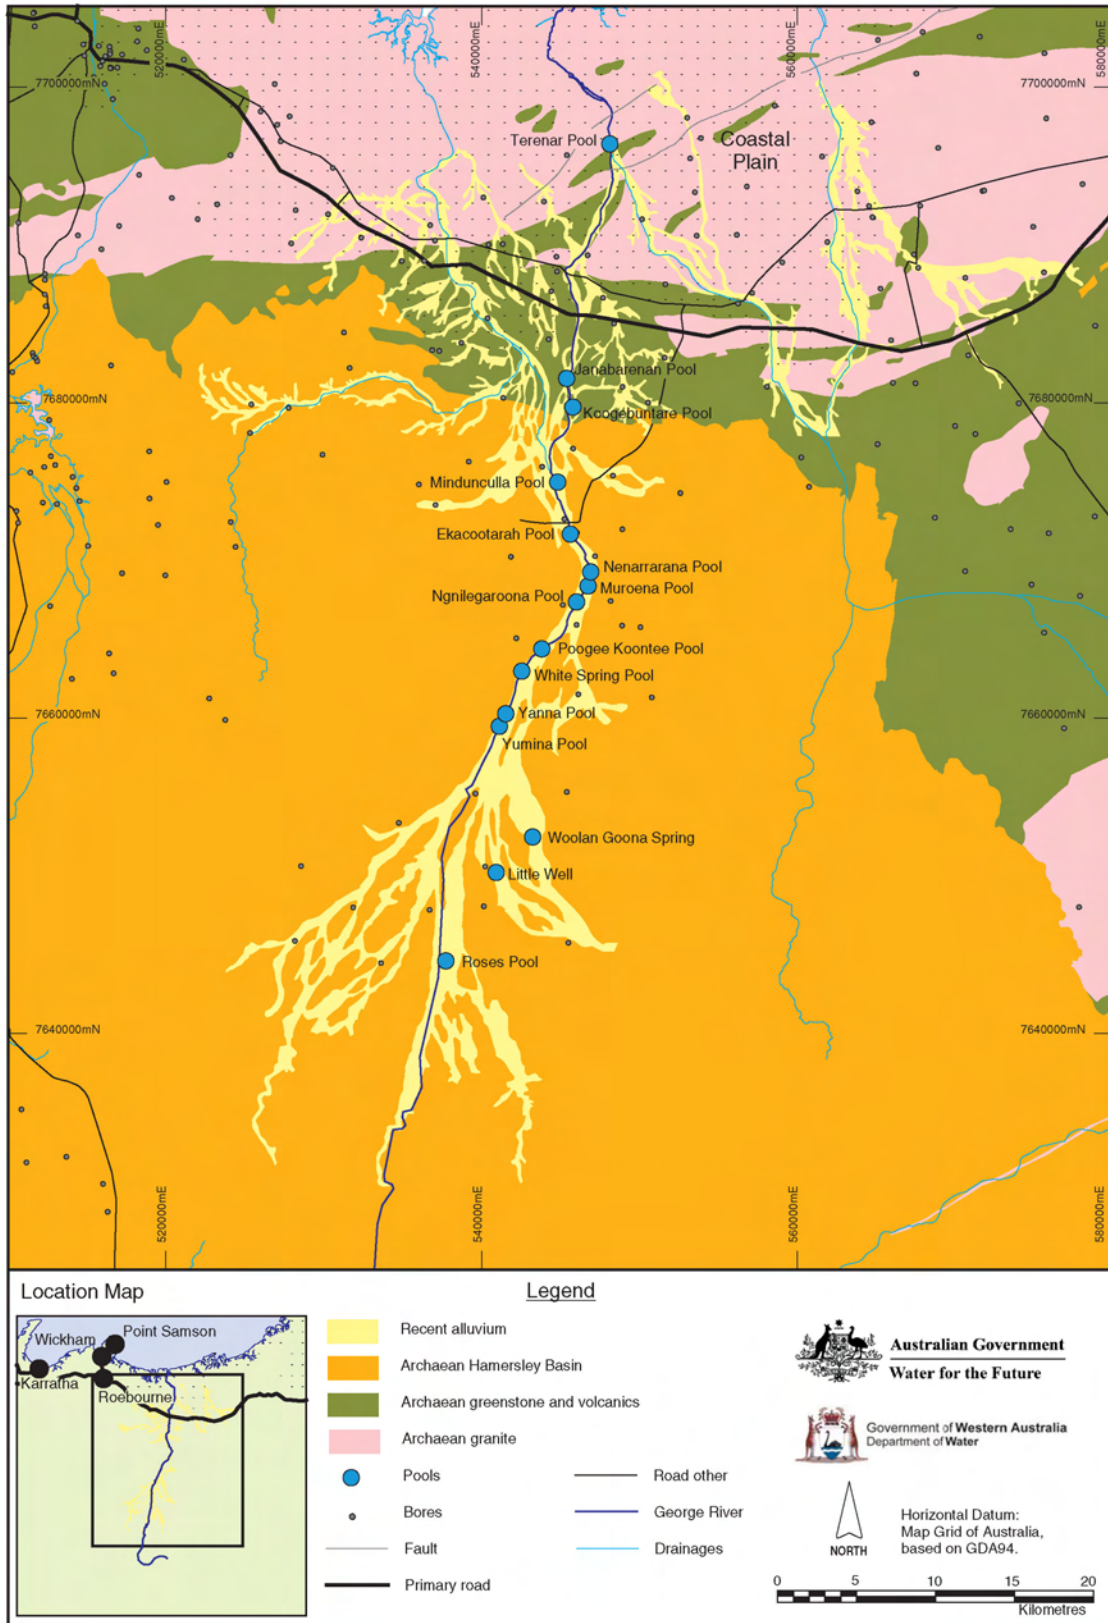 520000mE
540000mE
560000mE
580000mE
7700000mN
7700000mN
Terenar Pool
Coastal
Plain
Janabarenan Pool
7680000mN
7680000mN
Koogebuntare Pool
Mindunculla Pool
Ekacootarah Pool
Nenarrarana Pool
Muroena Pool
Ngnilegaroona Pool
Poogee Koontee Pool
White Spring Pool
Yanna Pool
7660000mN
7660000mN
Yumina Pool
Woolan Goona Spring
Little Well
Roses Pool
7640000mN
7640000mN
520000mE
540000mE
560000mE
580000mE
Location Map
Wickham
Point Samson
Karratha
Roebourne
Legend
Recent alluvium
Archaean Hamersley Basin
Archaean greenstone and volcanics
Archaean granite
Pools
Bores
Fault
Primary road
Road other
George River
Drainages
Australian Government
Water for the Future
Government of Western Australia
Department of Water
NORTH
Horizontal Datum:
Map Grid of Australia,
based on GDA94.
0 5 10 15 20
Kilometres